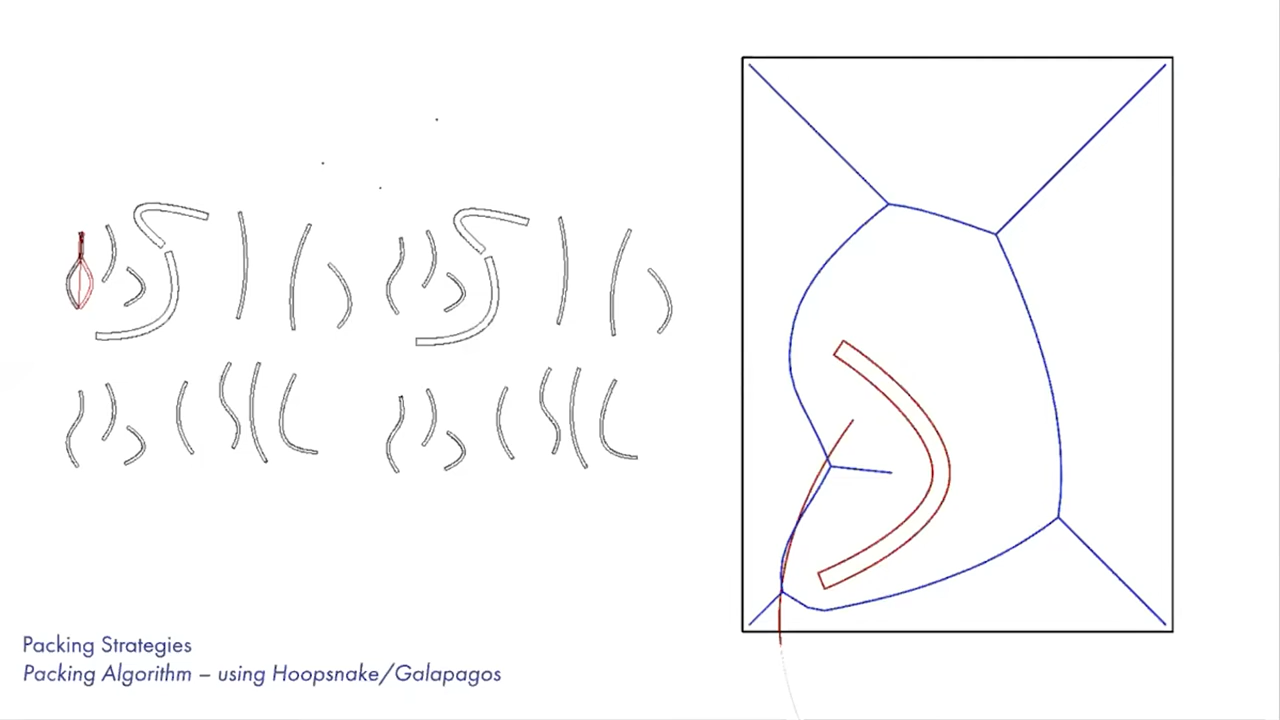 Packing Strategies
Packing Algorithm – using Hoopsnake/Galapagos